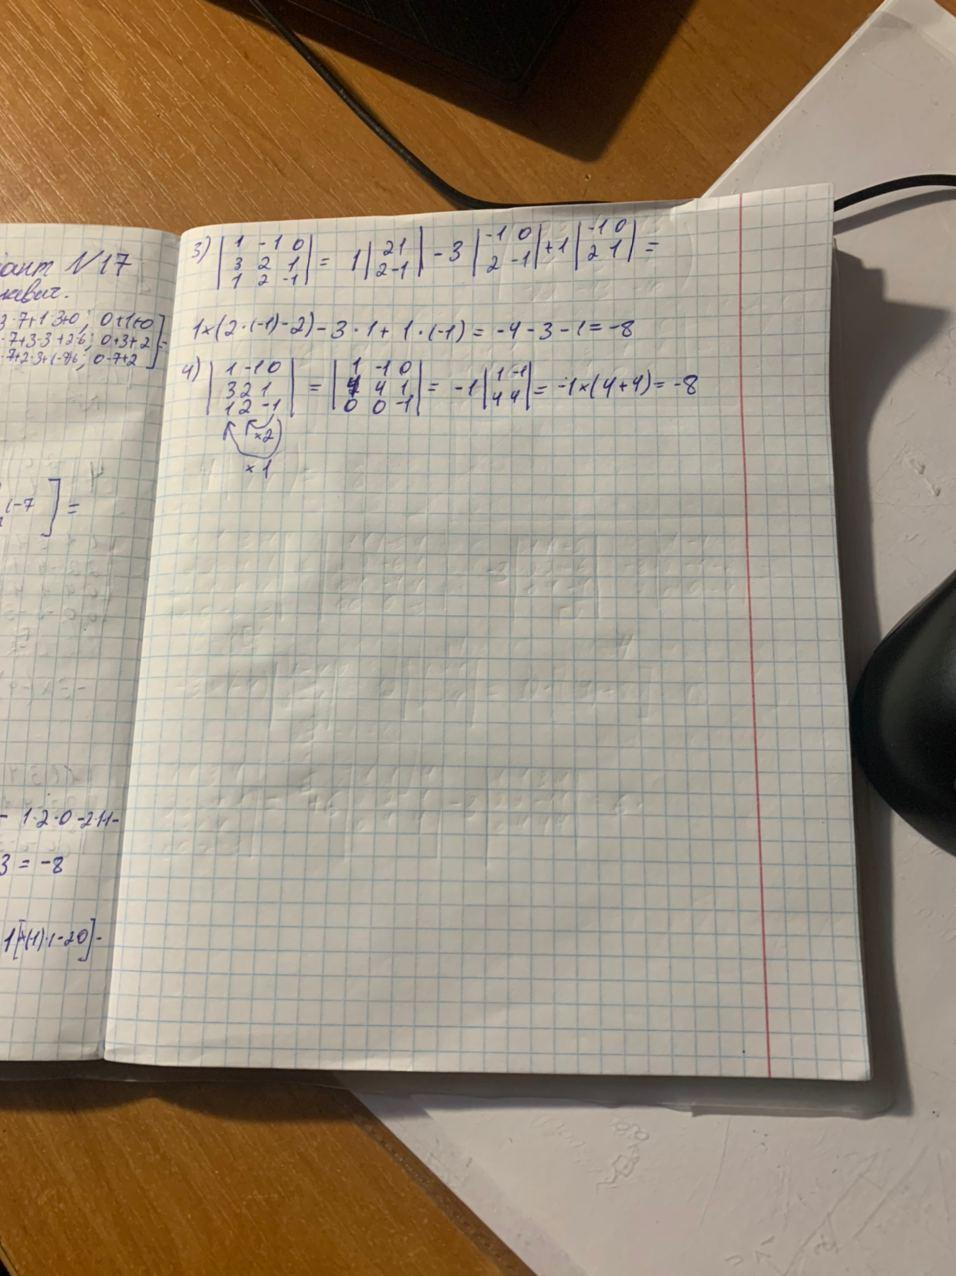 ант №17
3·7+1·3+0; 0+1+0
·7+3·3+2·6; 0+3+2
·7+2·3+(-8)6; 0-7+2
(-7 ] =
- 1·2·0-2·1·1-
3 = -8
1[+(1)·(-20)]-
3) | 1 -1 0 | = 1 | 2 1 | - 3 | -1 0 | + 1 | -1 0 | =
| 3 2 1 | | 2 -1 | | 2 -1 | | 2 1 |
| 1 2 -1 |
1×(2·(-1)-2)-3·1+1·(-1)=-4-3-1=-8
4) | 1 -1 0 | = | 1 -1 0 | = -1 | 1 -1 | = -1×(4+4)=-8
| 3 2 1 | | 4 4 1 | | 4 4 |
| 1 2 -1 | | 0 0 -1 |
×2
×1